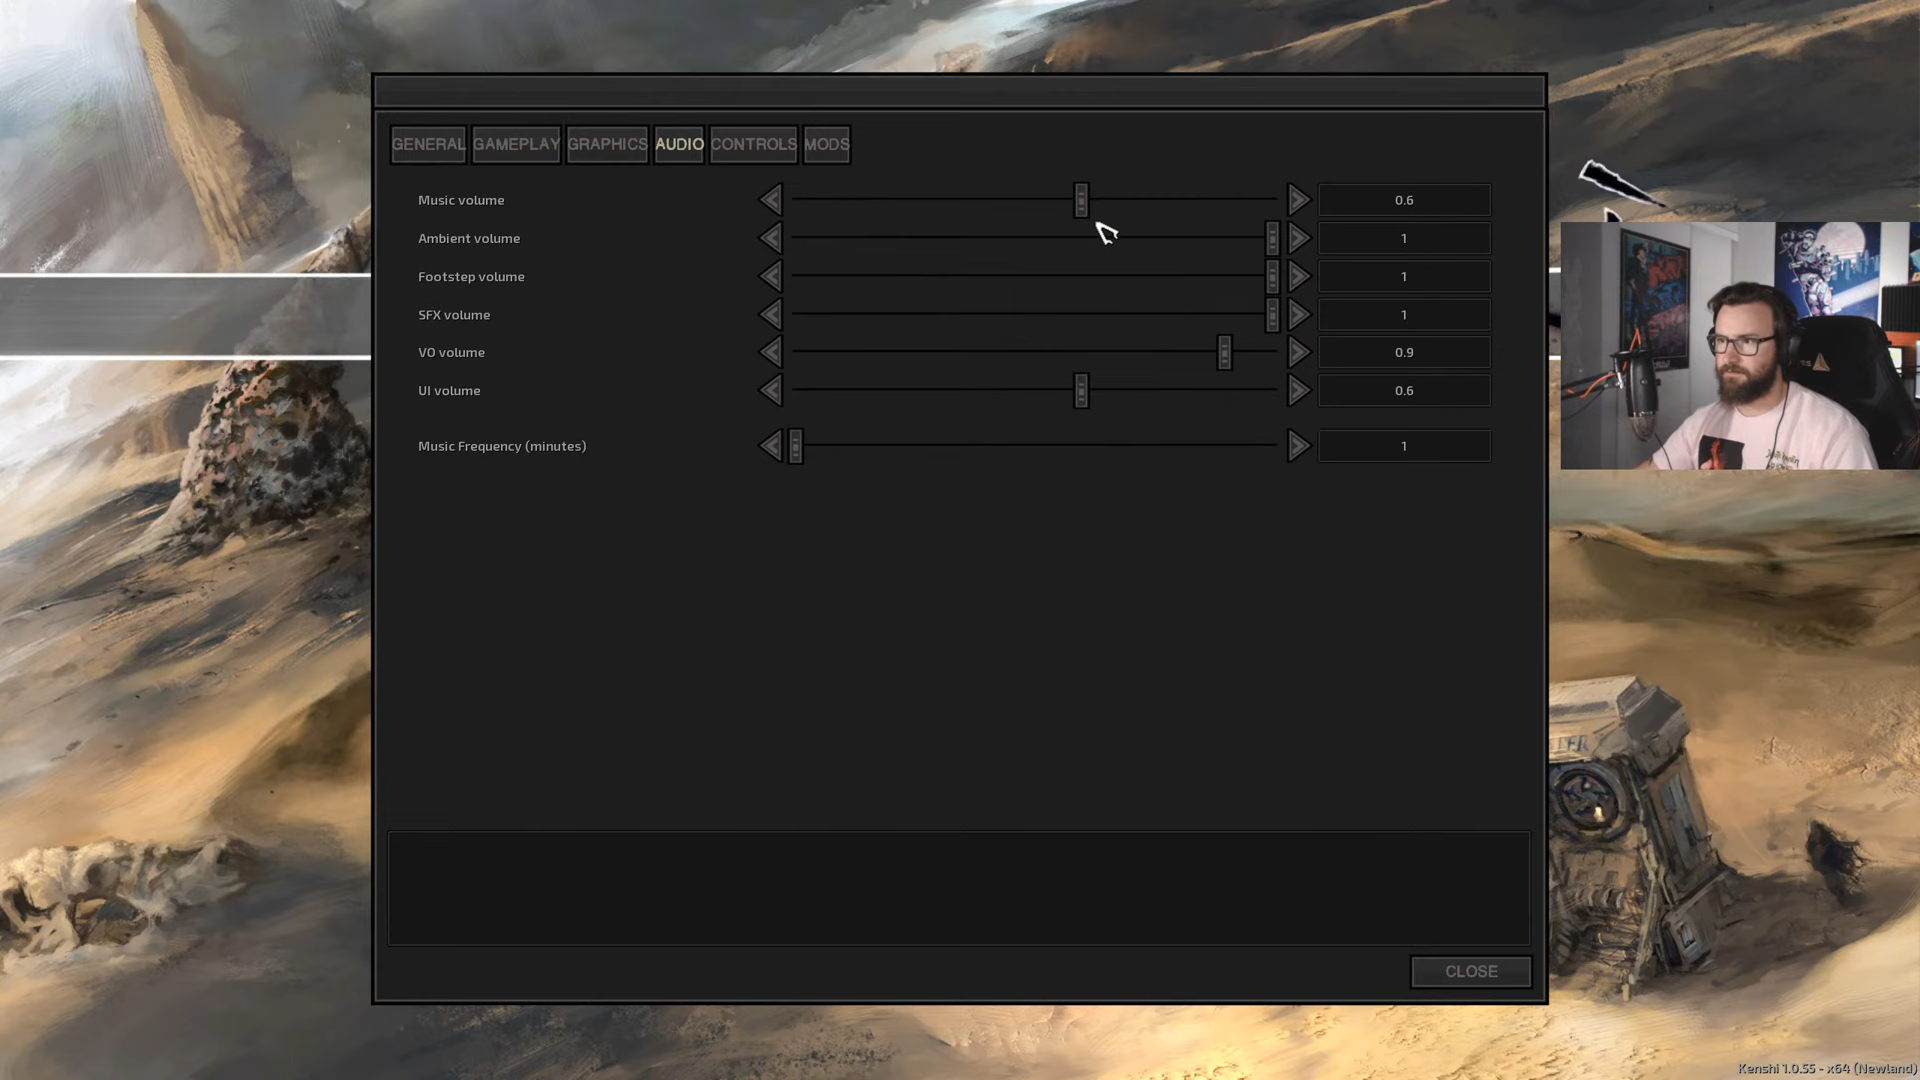 GENERAL GAMEPLAY GRAPHICS AUDIO CONTROLS MODS
Music volume 0.6
Ambient volume 1
Footstep volume 1
SFX volume 1
VO volume 0.9
UI volume 0.6
Music Frequency (minutes) 1
CLOSE
Kenshi 1.0.55 - x64 (Newland)